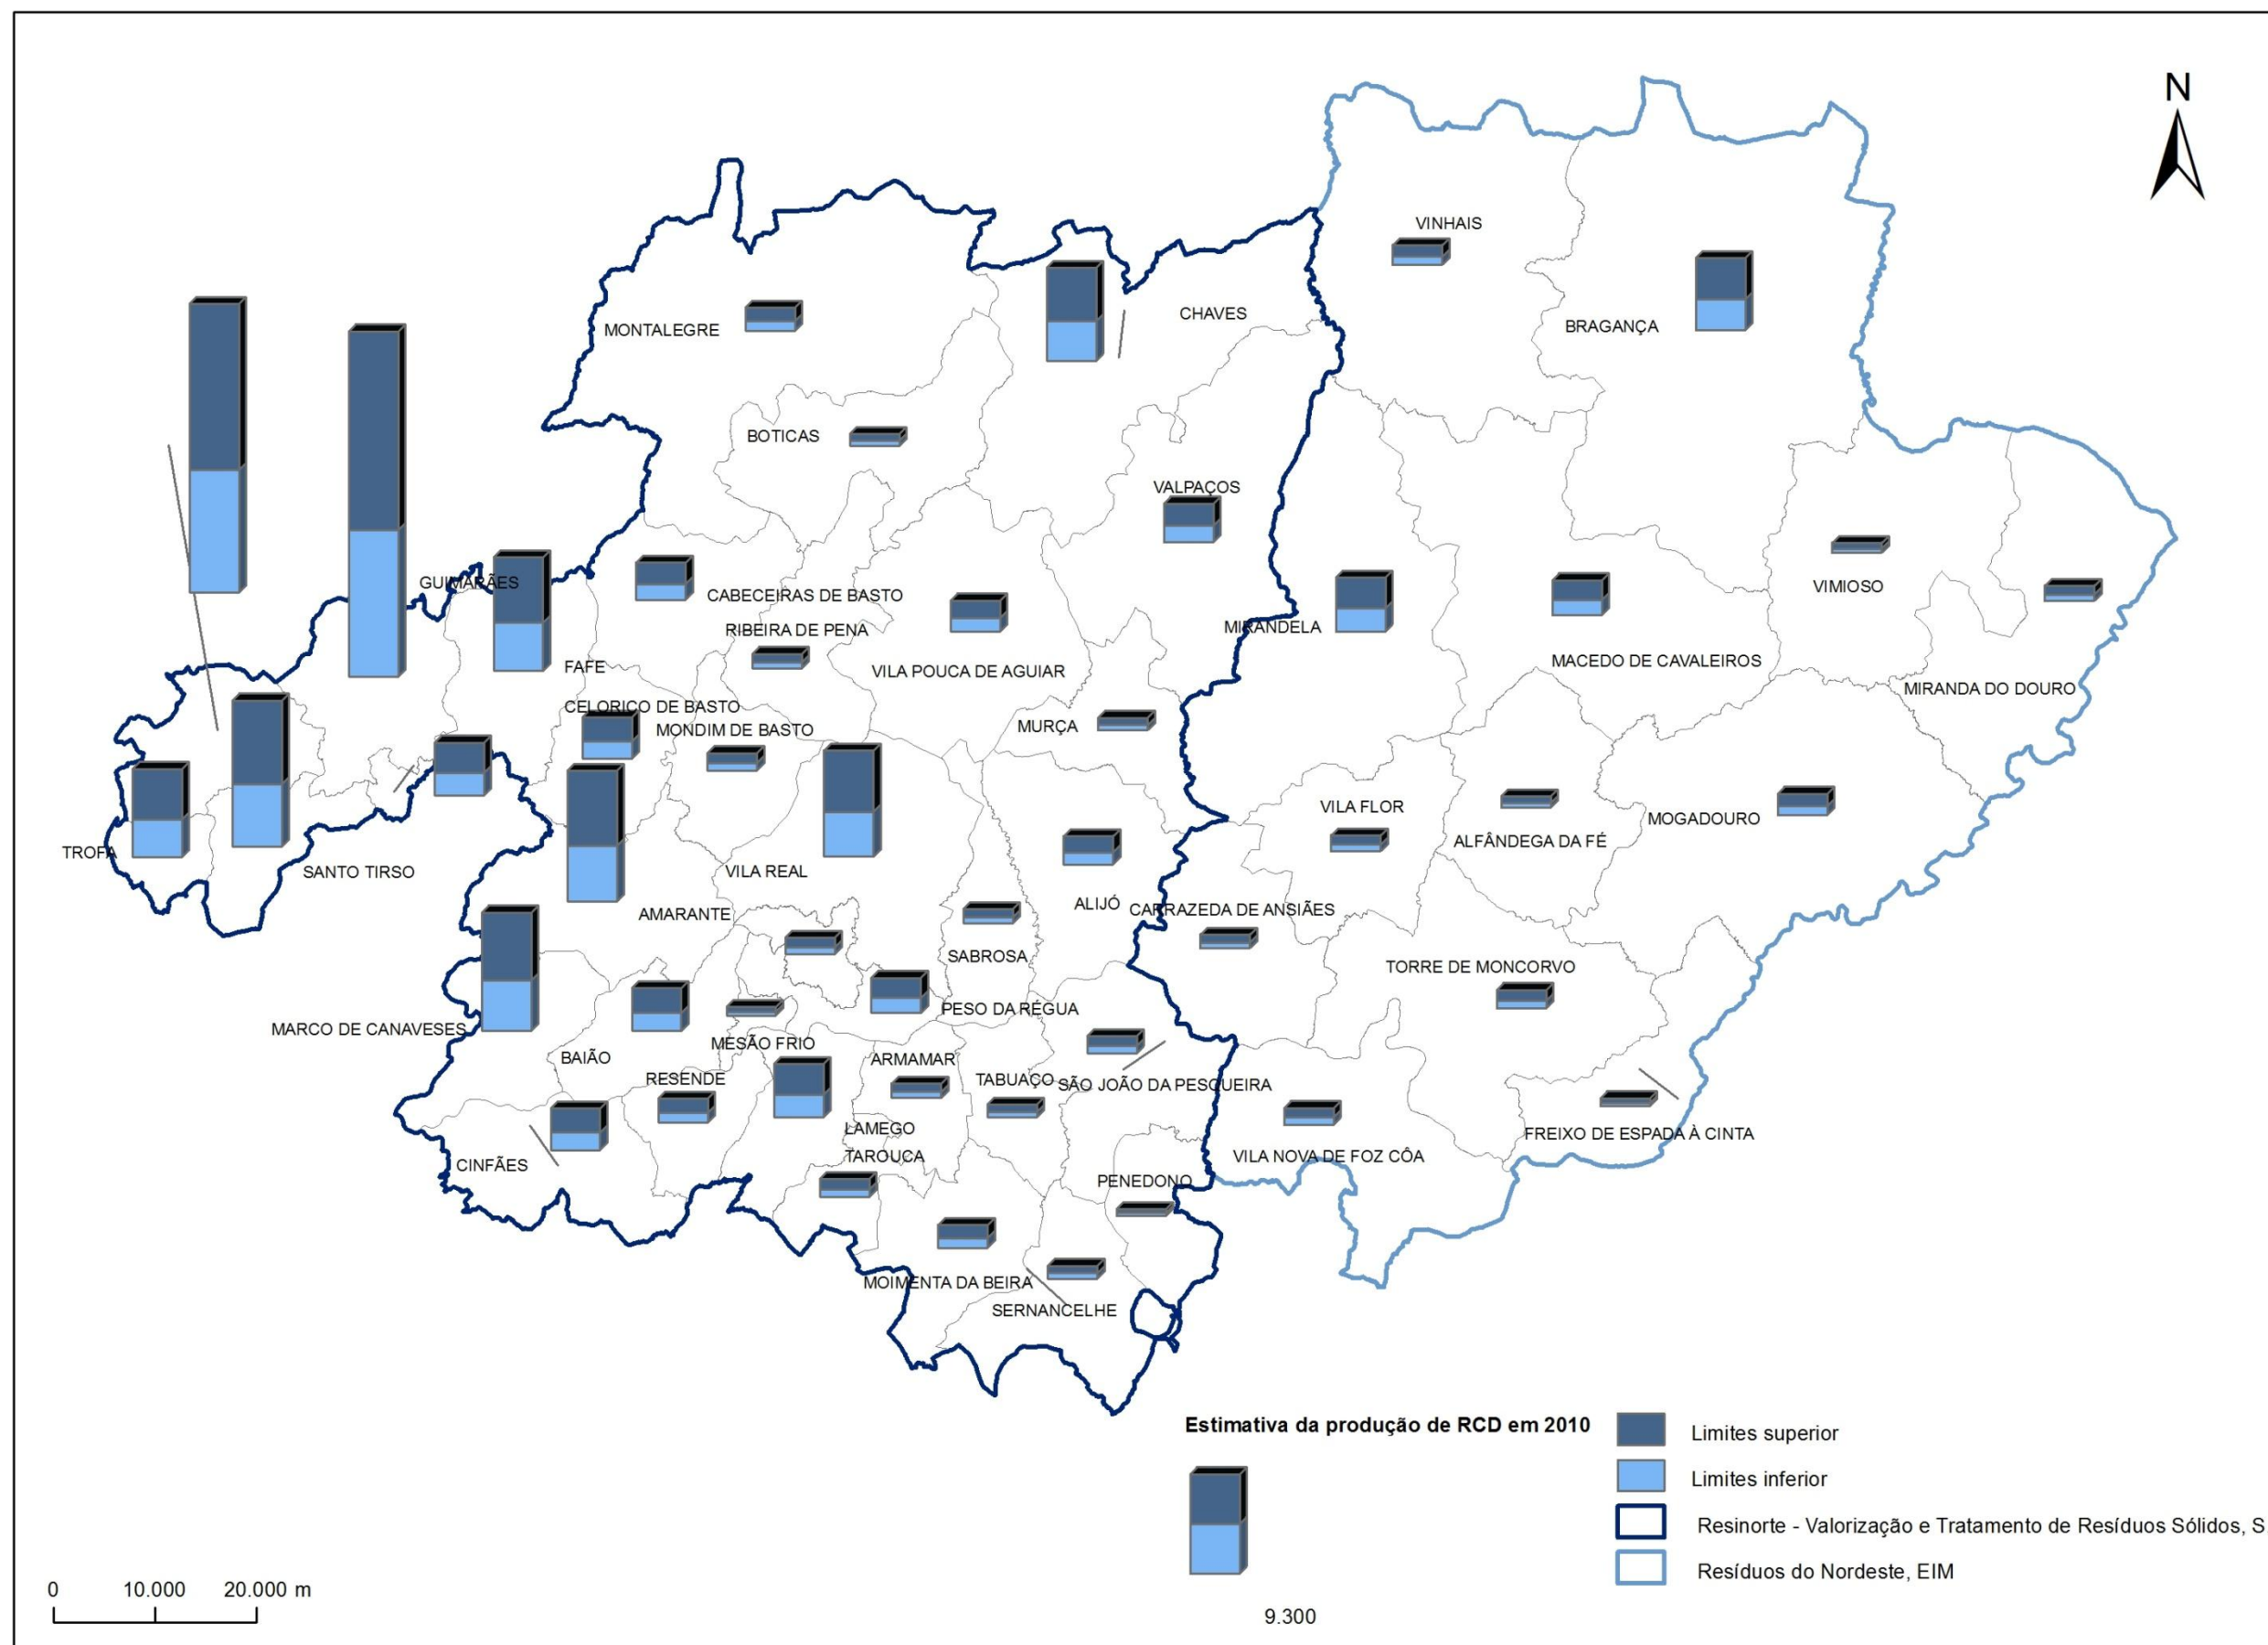 N
VINHAIS
CHAVES
BRAGANÇA
MONTALEGRE
BOTICAS
VALPAÇOS
GUIMARÃES
CABECEIRAS DE BASTO
VIMIOSO
MIRANDELA
RIBEIRA DE PENA
FAFE
VILA POUCA DE AGUIAR
MACEDO DE CAVALEIROS
MIRANDA DO DOURO
CELORICO DE BASTO
MONDIM DE BASTO
MURÇA
VILA FLOR
MOGADOURO
ALFÂNDEGA DA FÉ
TROFA
SANTO TIRSO
VILA REAL
ALIJÓ
CARRAZEDA DE ANSIÃES
AMARANTE
SABROSA
TORRE DE MONCORVO
PESO DA RÉGUA
MARCO DE CANAVESES
MESÃO FRIO
BAIÃO
ARMAMAR
RESENDE
TABUAÇO
SÃO JOÃO DA PESQUEIRA
LAMEGO
FREIXO DE ESPADA À CINTA
TAROUCA
VILA NOVA DE FOZ CÔA
CINFÃES
PENEDONO
MOIMENTA DA BEIRA
SERNANCELHE
Estimativa da produção de RCD em 2010
Limites superior
Limites inferior
Resinorte - Valorização e Tratamento de Resíduos Sólidos, S
Resíduos do Nordeste, EIM
9.300
0 10.000 20.000 m